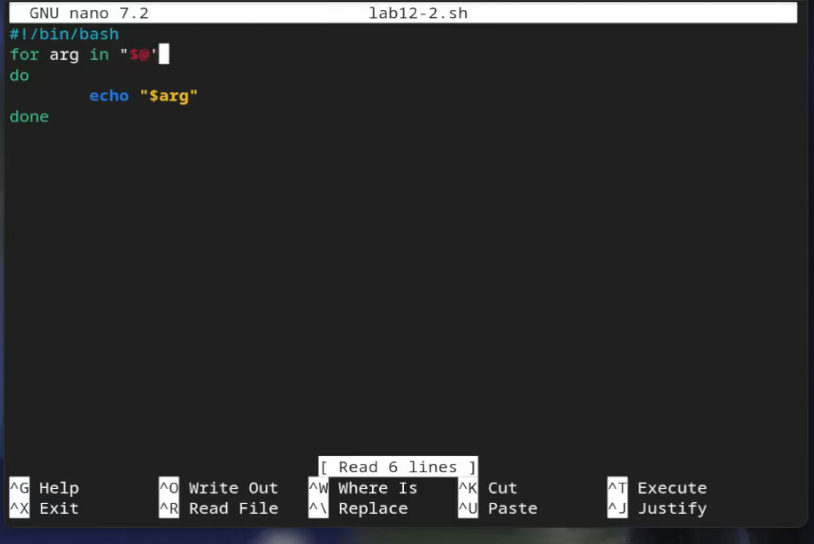 GNU nano 7.2 lab12-2.sh
#!/bin/bash
for arg in "$@'
do
echo "$arg"
done
[ Read 6 lines ]
^G Help ^O Write Out ^W Where Is ^K Cut ^T Execute
^X Exit ^R Read File ^\ Replace ^U Paste ^J Justify